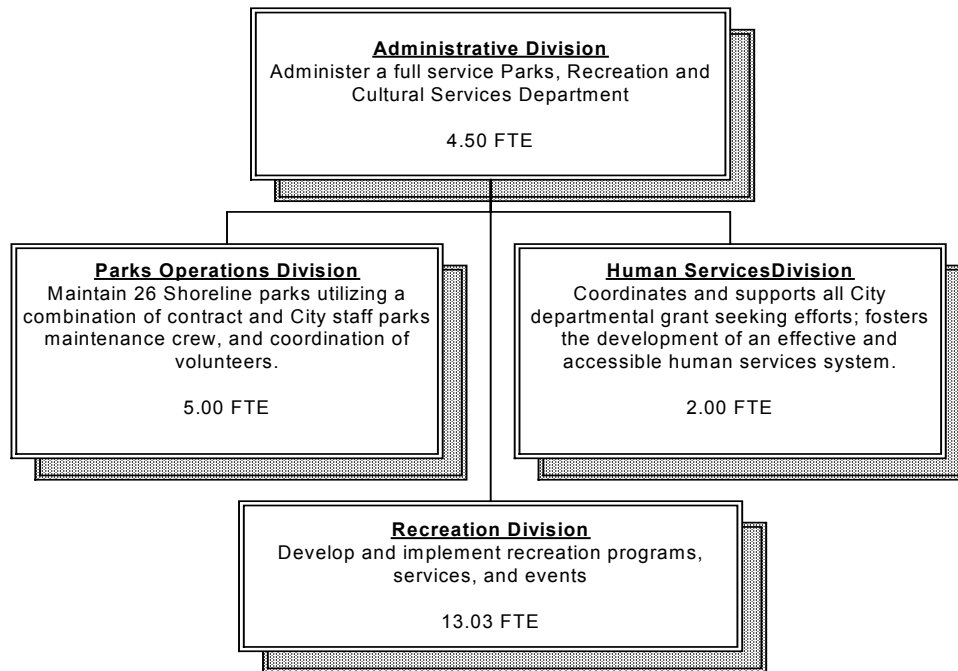 Administrative Division
Administer a full service Parks, Recreation and
Cultural Services Department
4.50 FTE
Parks Operations Division
Maintain 26 Shoreline parks utilizing a
combination of contract and City staff parks
maintenance crew, and coordination of
volunteers.
5.00 FTE
Human ServicesDivision
Coordinates and supports all City
departmental grant seeking efforts; fosters
the development of an effective and
accessible human services system.
2.00 FTE
Recreation Division
Develop and implement recreation programs,
services, and events
13.03 FTE